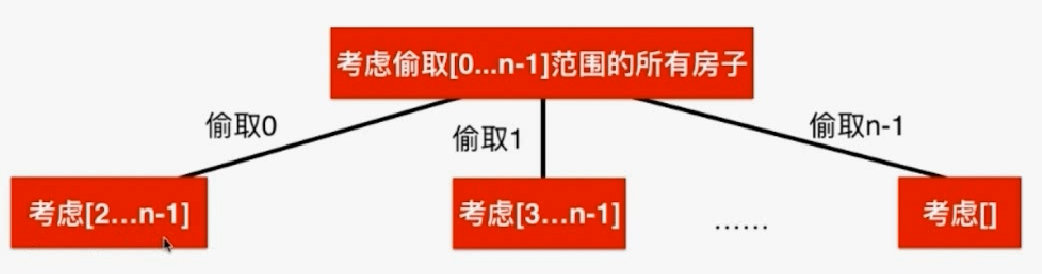 考虑偷取[0...n-1]范围的所有房子
偷取0
偷取1
偷取n-1
考虑[2...n-1]
考虑[3...n-1]
......
考虑[]